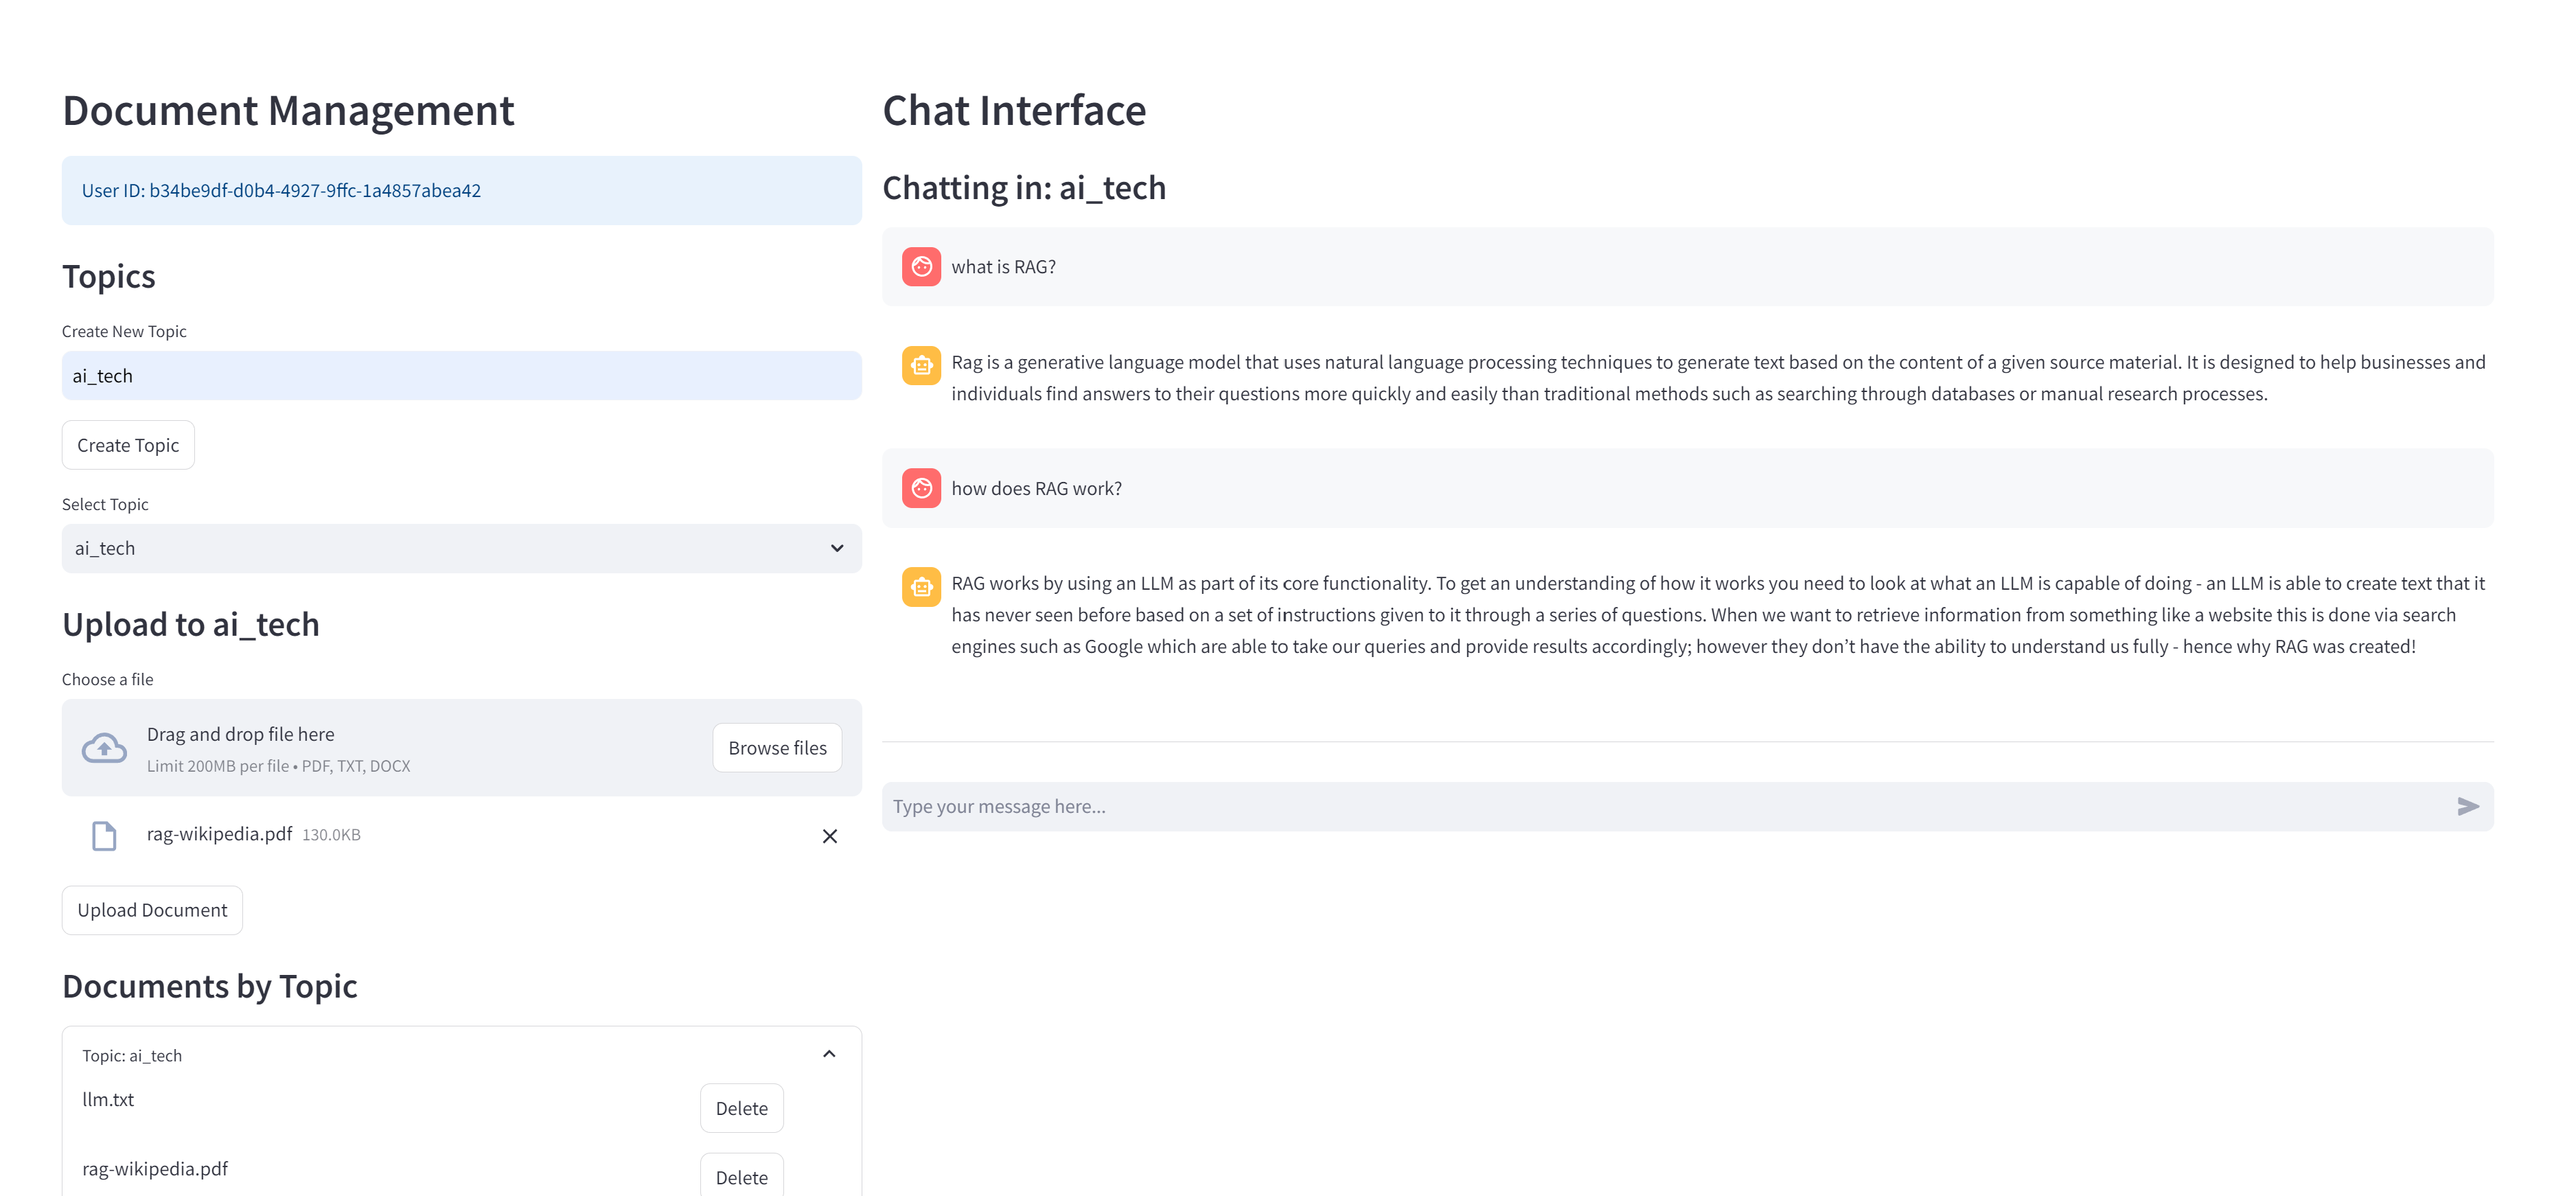 Document Management
User ID: b34be9df-d0b4-4927-9ffc-1a4857abea42
Topics
Create New Topic
ai_tech
Create Topic
Select Topic
ai_tech
Upload to ai_tech
Choose a file
Drag and drop file here
Limit 200MB per file • PDF, TXT, DOCX
Browse files
rag-wikipedia.pdf 130.0KB
Upload Document
Documents by Topic
Topic: ai_tech
llm.txt
Delete
rag-wikipedia.pdf
Delete
Chat Interface
Chatting in: ai_tech
what is RAG?
Rag is a generative language model that uses natural language processing techniques to generate text based on the content of a given source material. It is designed to help businesses and
individuals find answers to their questions more quickly and easily than traditional methods such as searching through databases or manual research processes.
how does RAG work?
RAG works by using an LLM as part of its core functionality. To get an understanding of how it works you need to look at what an LLM is capable of doing - an LLM is able to create text that it
has never seen before based on a set of instructions given to it through a series of questions. When we want to retrieve information from something like a website this is done via search
engines such as Google which are able to take our queries and provide results accordingly; however they don’t have the ability to understand us fully - hence why RAG was created!
Type your message here...